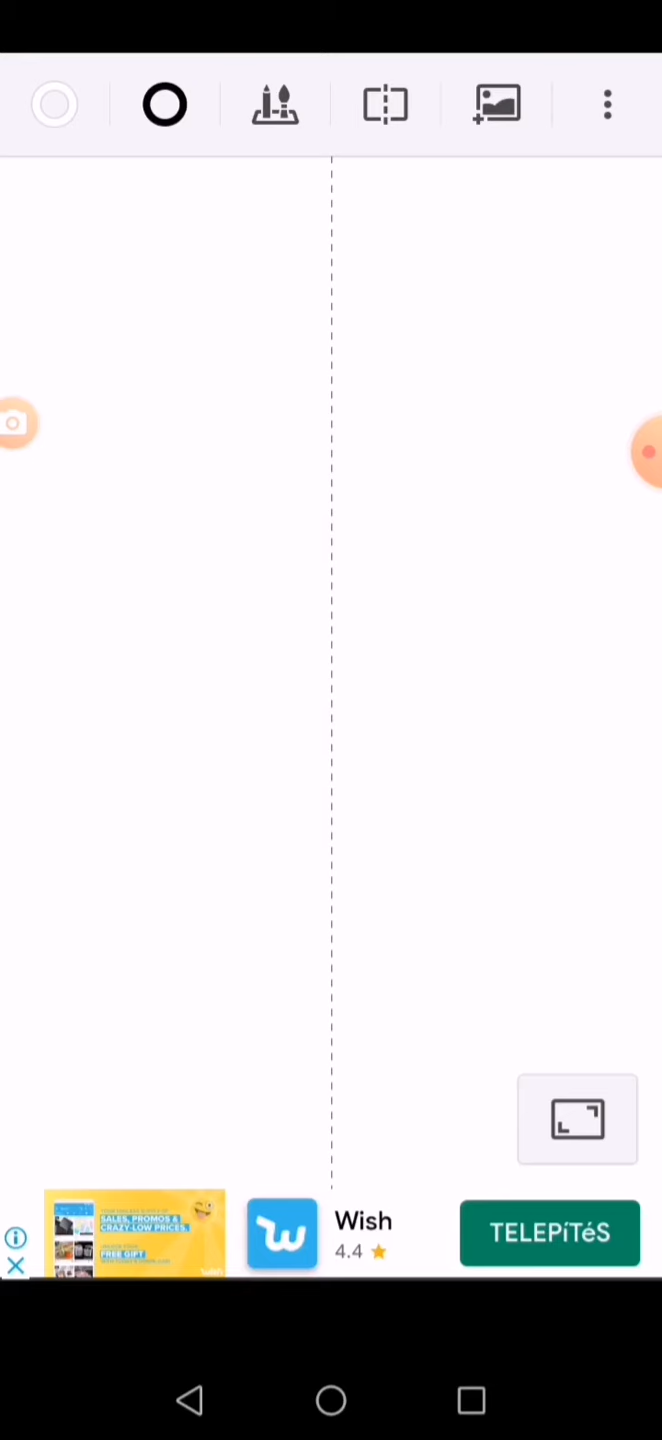 SALES, PROMOS &
CRAZY-LOW PRICES.
FREE GIFT
Wish
4.4
TELEPíTéS